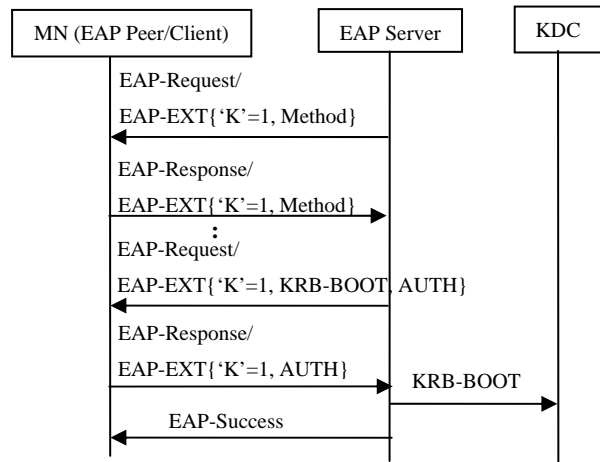 MN (EAP Peer/Client)
EAP Server
KDC
EAP-Request/
EAP-EXT{‘K’=1, Method}
EAP-Response/
EAP-EXT{‘K’=1, Method}
:
EAP-Request/
EAP-EXT{‘K’=1, KRB-BOOT, AUTH}
EAP-Response/
EAP-EXT{‘K’=1, AUTH}
KRB-BOOT
EAP-Success